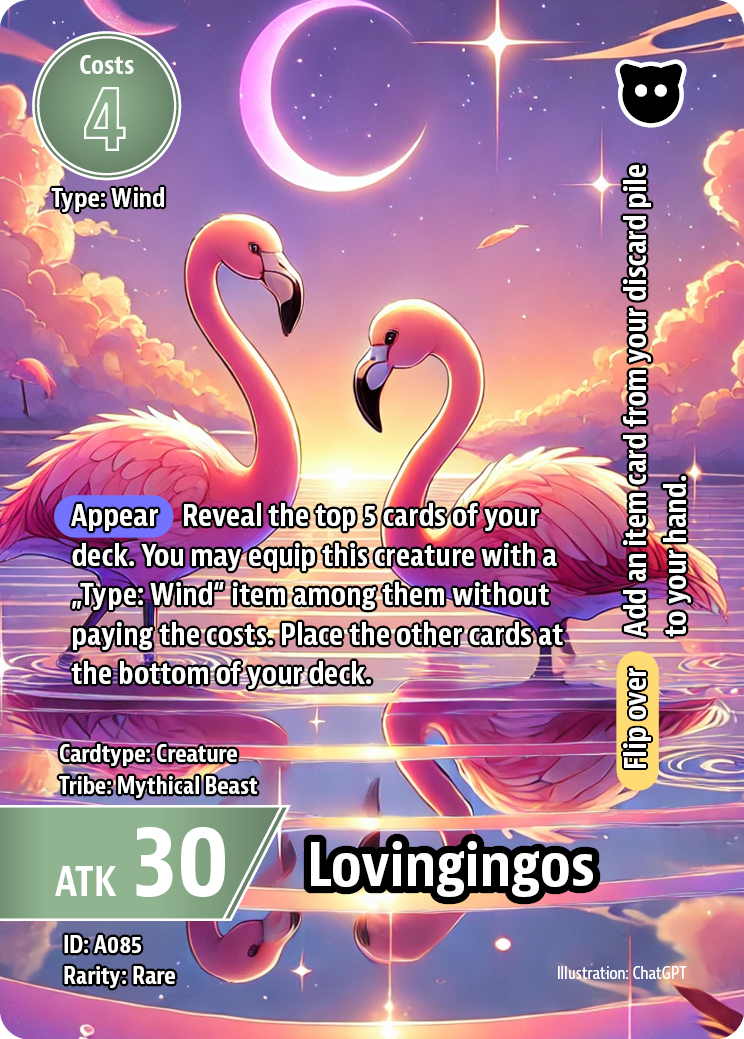 Costs
4
Type: Wind
Appear Reveal the top 5 cards of your
deck. You may equip this creature with a
„Type: Wind“ item among them without
paying the costs. Place the other cards at
the bottom of your deck.
Flip over Add an item card from your discard pile
to your hand.
Cardtype: Creature
Tribe: Mythical Beast
ATK 30
Lovingingos
ID: A085
Rarity: Rare
Illustration: ChatGPT